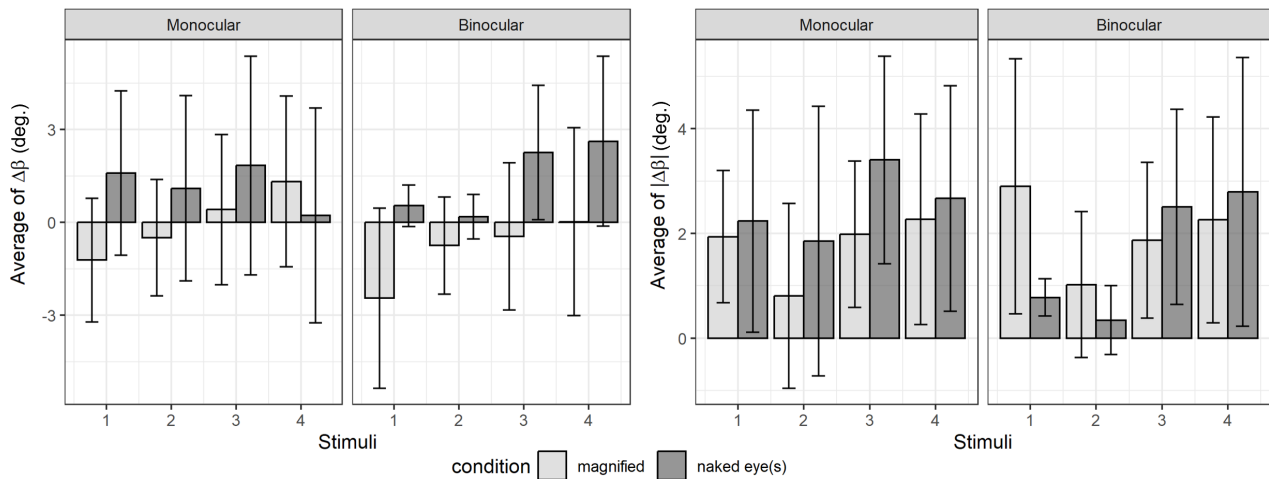 Monocular
Binocular
Average of Δβ (deg.)
3
0
-3
1 2 3 4
1 2 3 4
Stimuli
Monocular
Binocular
Average of |Δβ| (deg.)
4
2
0
1 2 3 4
1 2 3 4
Stimuli
condition magnified naked eye(s)